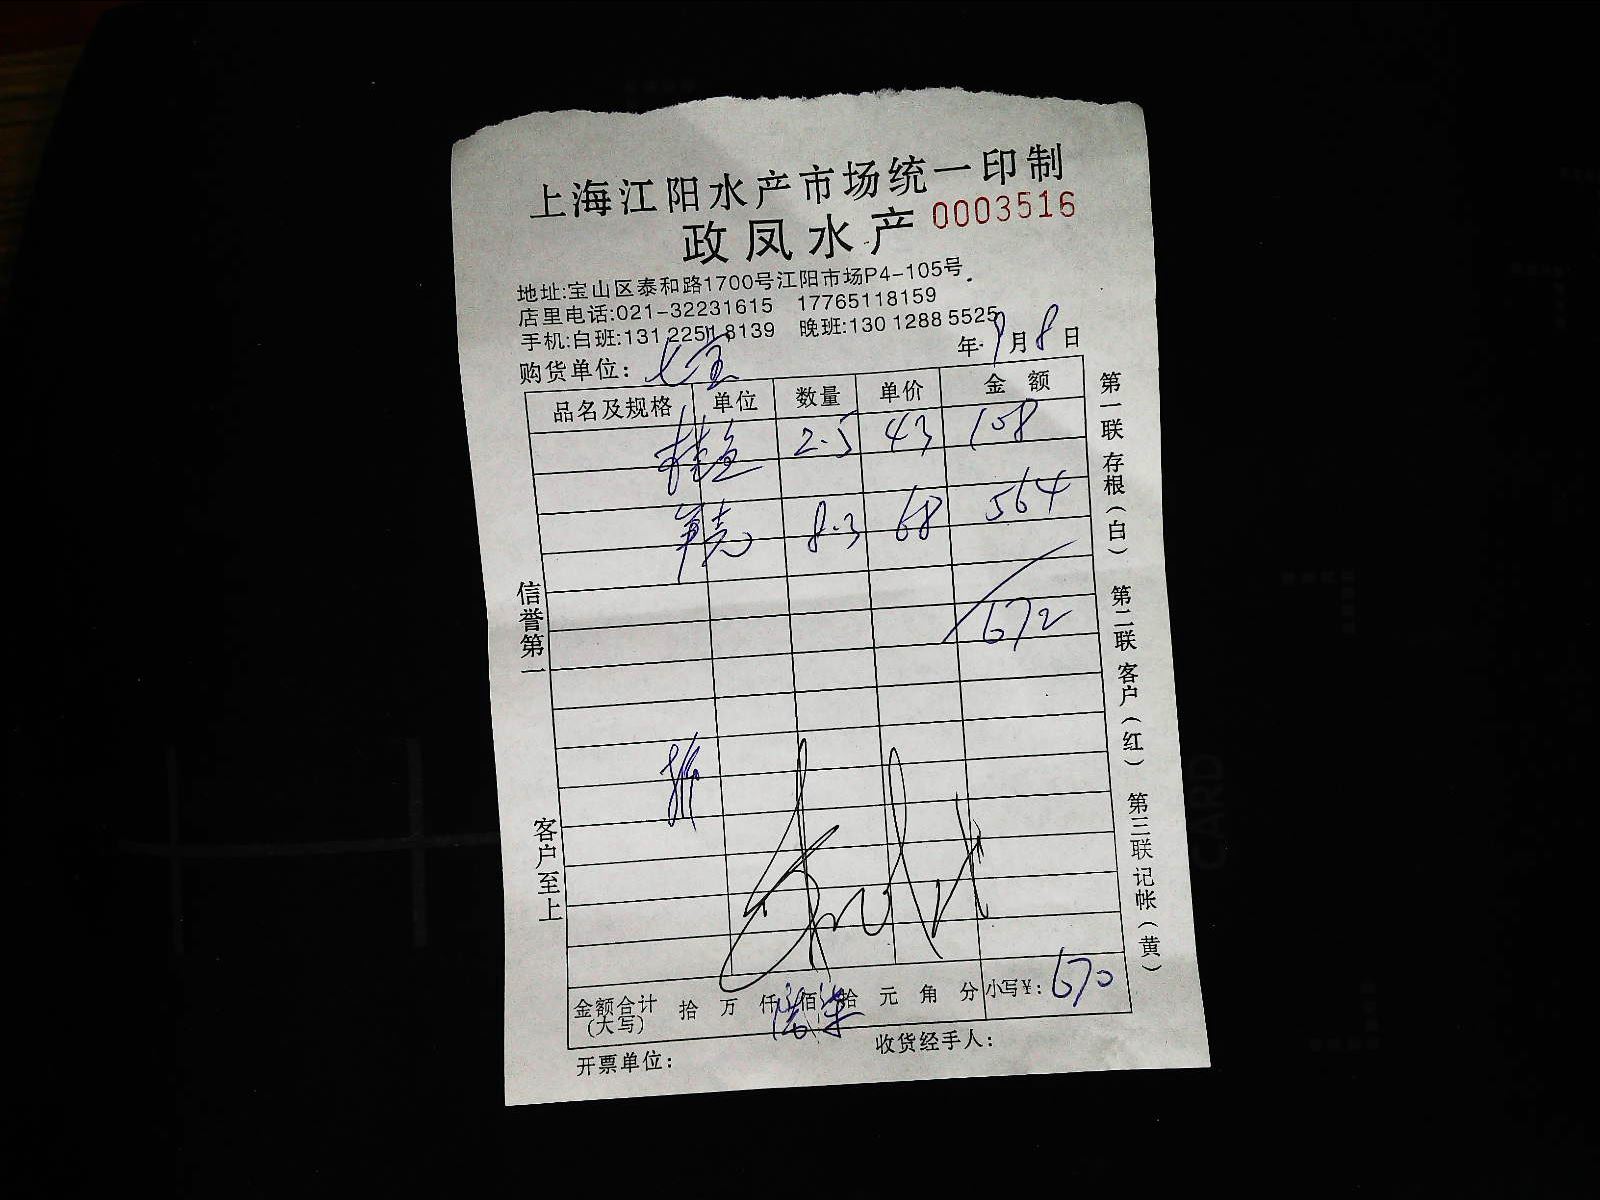 上海江阳水产市场统一印制
政凤水产 0003516
地址:宝山区泰和路1700号江阳市场P4-105号.
店里电话:021-32231615 17765118159
手机:白班:131 2251 8139 晚班:130 1288 5525
购货单位: 七宝 年 9月8日
品名及规格 单位 数量 单价 金额
桂鱼 2.5 43 108
8.3 68 564
672
金额合计(大写) 拾 万 仟 陆佰 柒拾 元 角 分 小写¥: 670
开票单位: 收货经手人:
信誉第一
客户至上
第一联 存根(白) 第二联 客户(红) 第三联 记帐(黄)